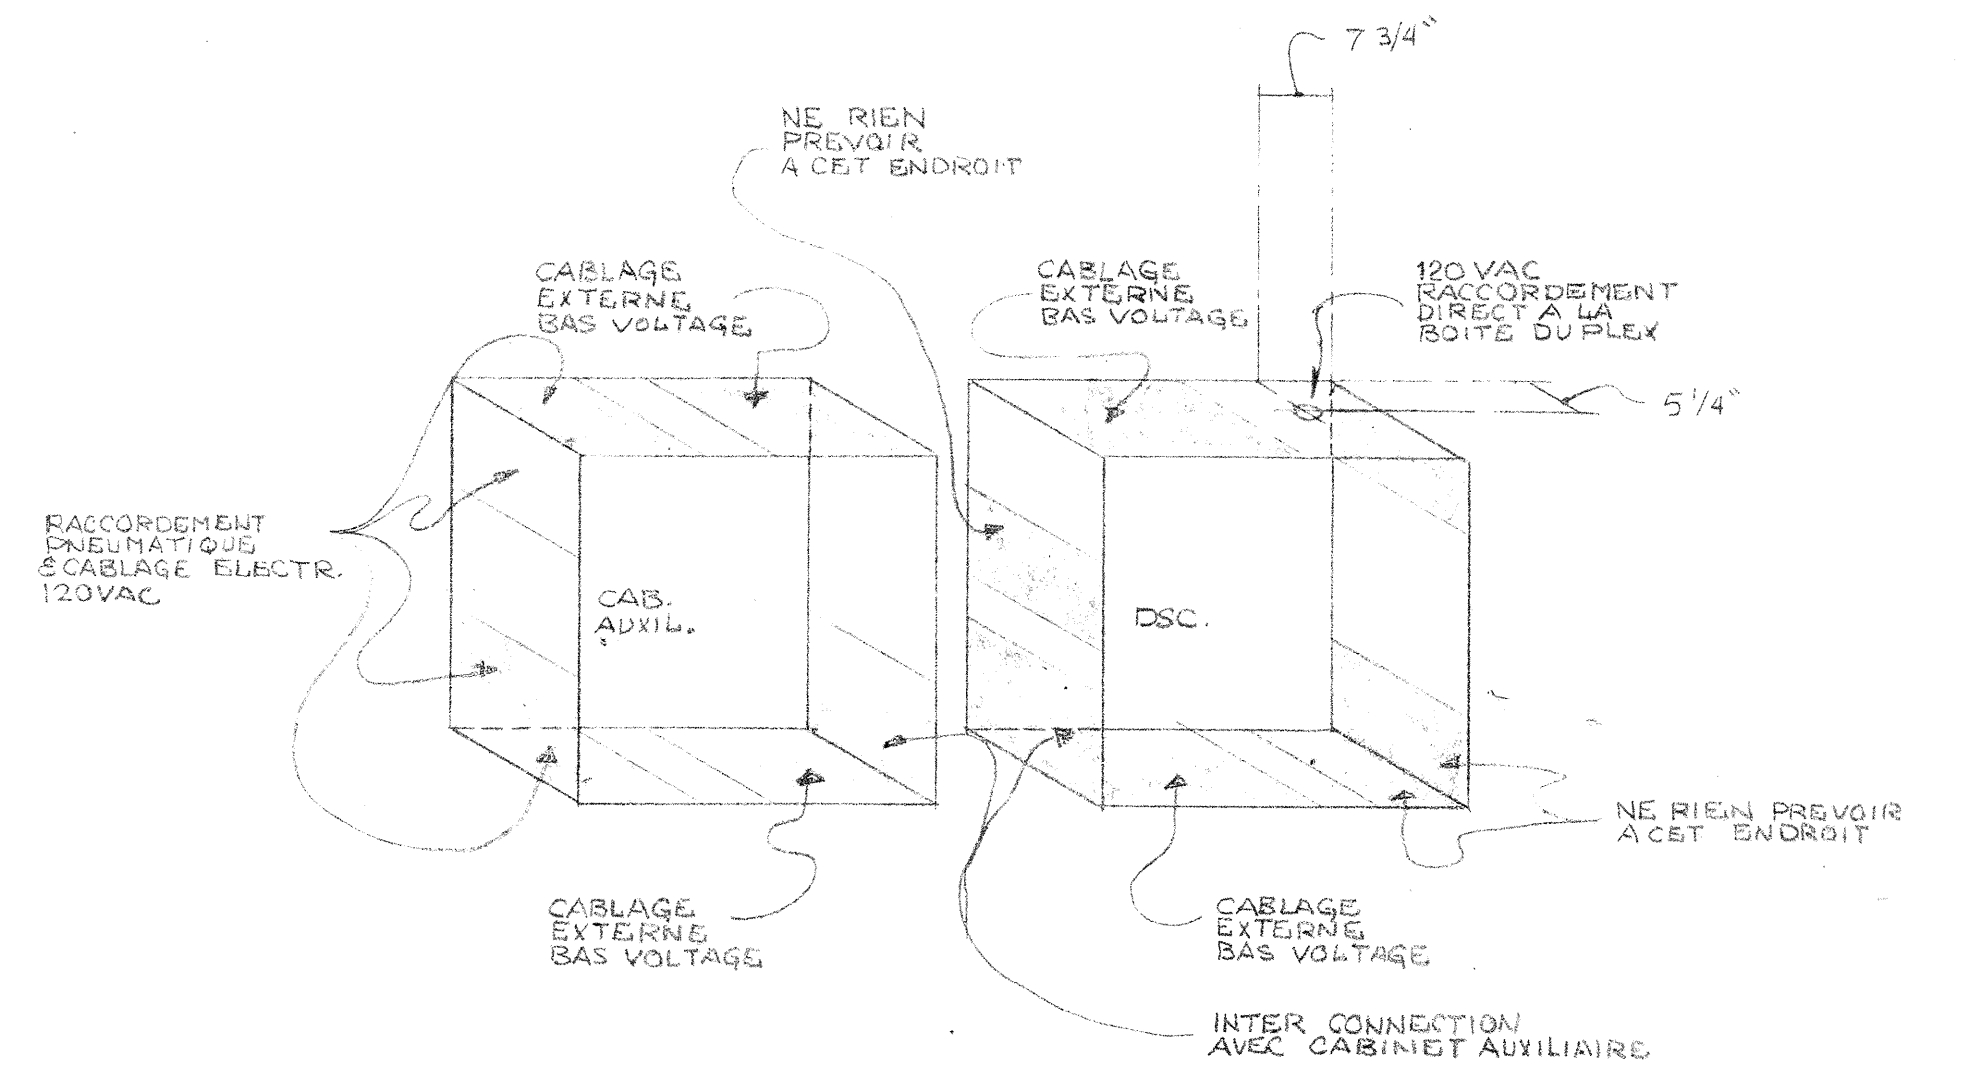 7 3/4"
NE RIEN
PREVOIR
A CET ENDROIT
CABLAGE
EXTERNE
BAS VOLTAGE
CABLAGE
EXTERNE
BAS VOLTAGE
120 VAC
RACCORDEMENT
DIRECT A LA
BOITE DUPLEX
5 1/4"
RACCORDEMENT
PNEUMATIQUE
& CABLAGE ELECTR.
120VAC
CAB.
AUXIL.
DSC.
NE RIEN PREVOIR
A CET ENDROIT
CABLAGE
EXTERNE
BAS VOLTAGE
CABLAGE
EXTERNE
BAS VOLTAGE
INTER CONNECTION
AVEC CABINET AUXILIAIRE